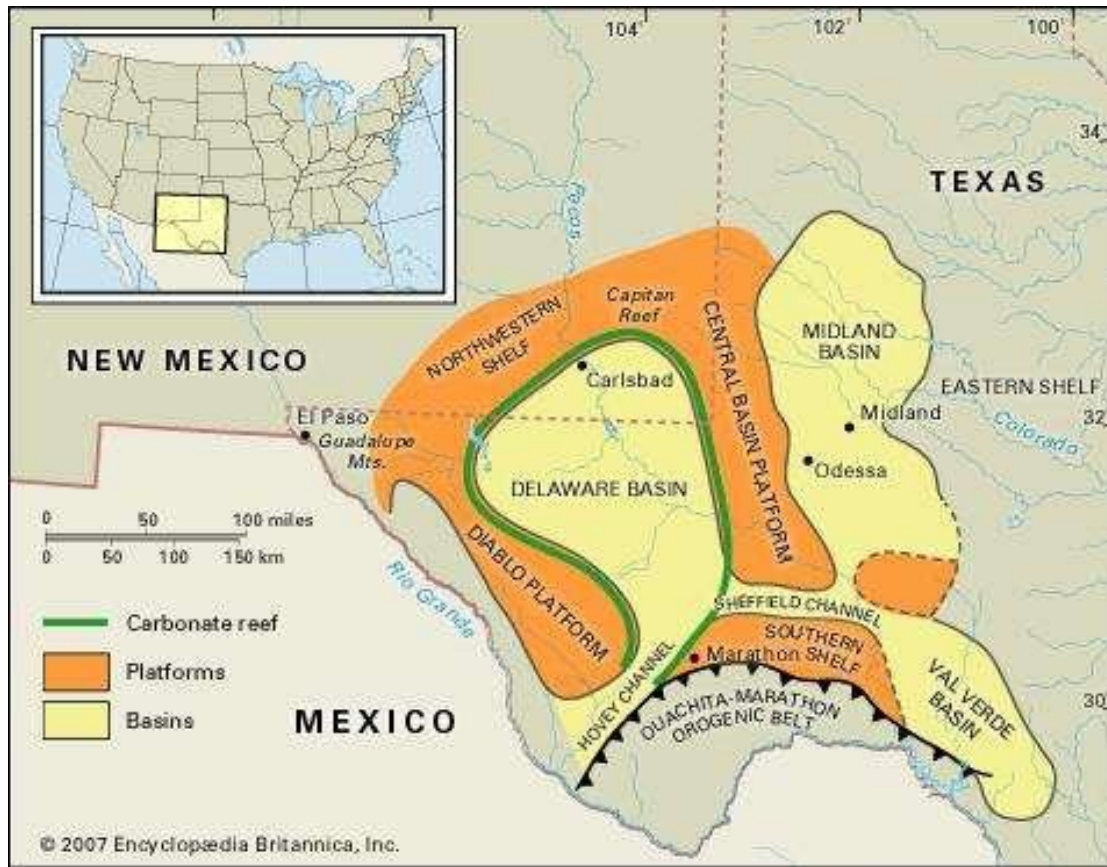 104°
102°
100°
34°
TEXAS
Pecos
Capitan
Reef
NORTHWESTERN
SHELF
CENTRAL BASIN PLATFORM
MIDLAND
BASIN
NEW MEXICO
Carlsbad
EASTERN SHELF
Midland
32°
Colorado
El Paso
Guadalupe
Mts.
Odessa
DELAWARE BASIN
0 50 100 miles
0 50 100 150 km
DIABLO PLATFORM
Rio Grande
SHEFFIELD CHANNEL
Carbonate reef
SOUTHERN
SHELF
Marathon
Platforms
HOVEY CHANNEL
VAL VERDE
BASIN
30°
OUACHITA-MARATHON
OROGENIC BELT
Basins
MEXICO
© 2007 Encyclopædia Britannica, Inc.